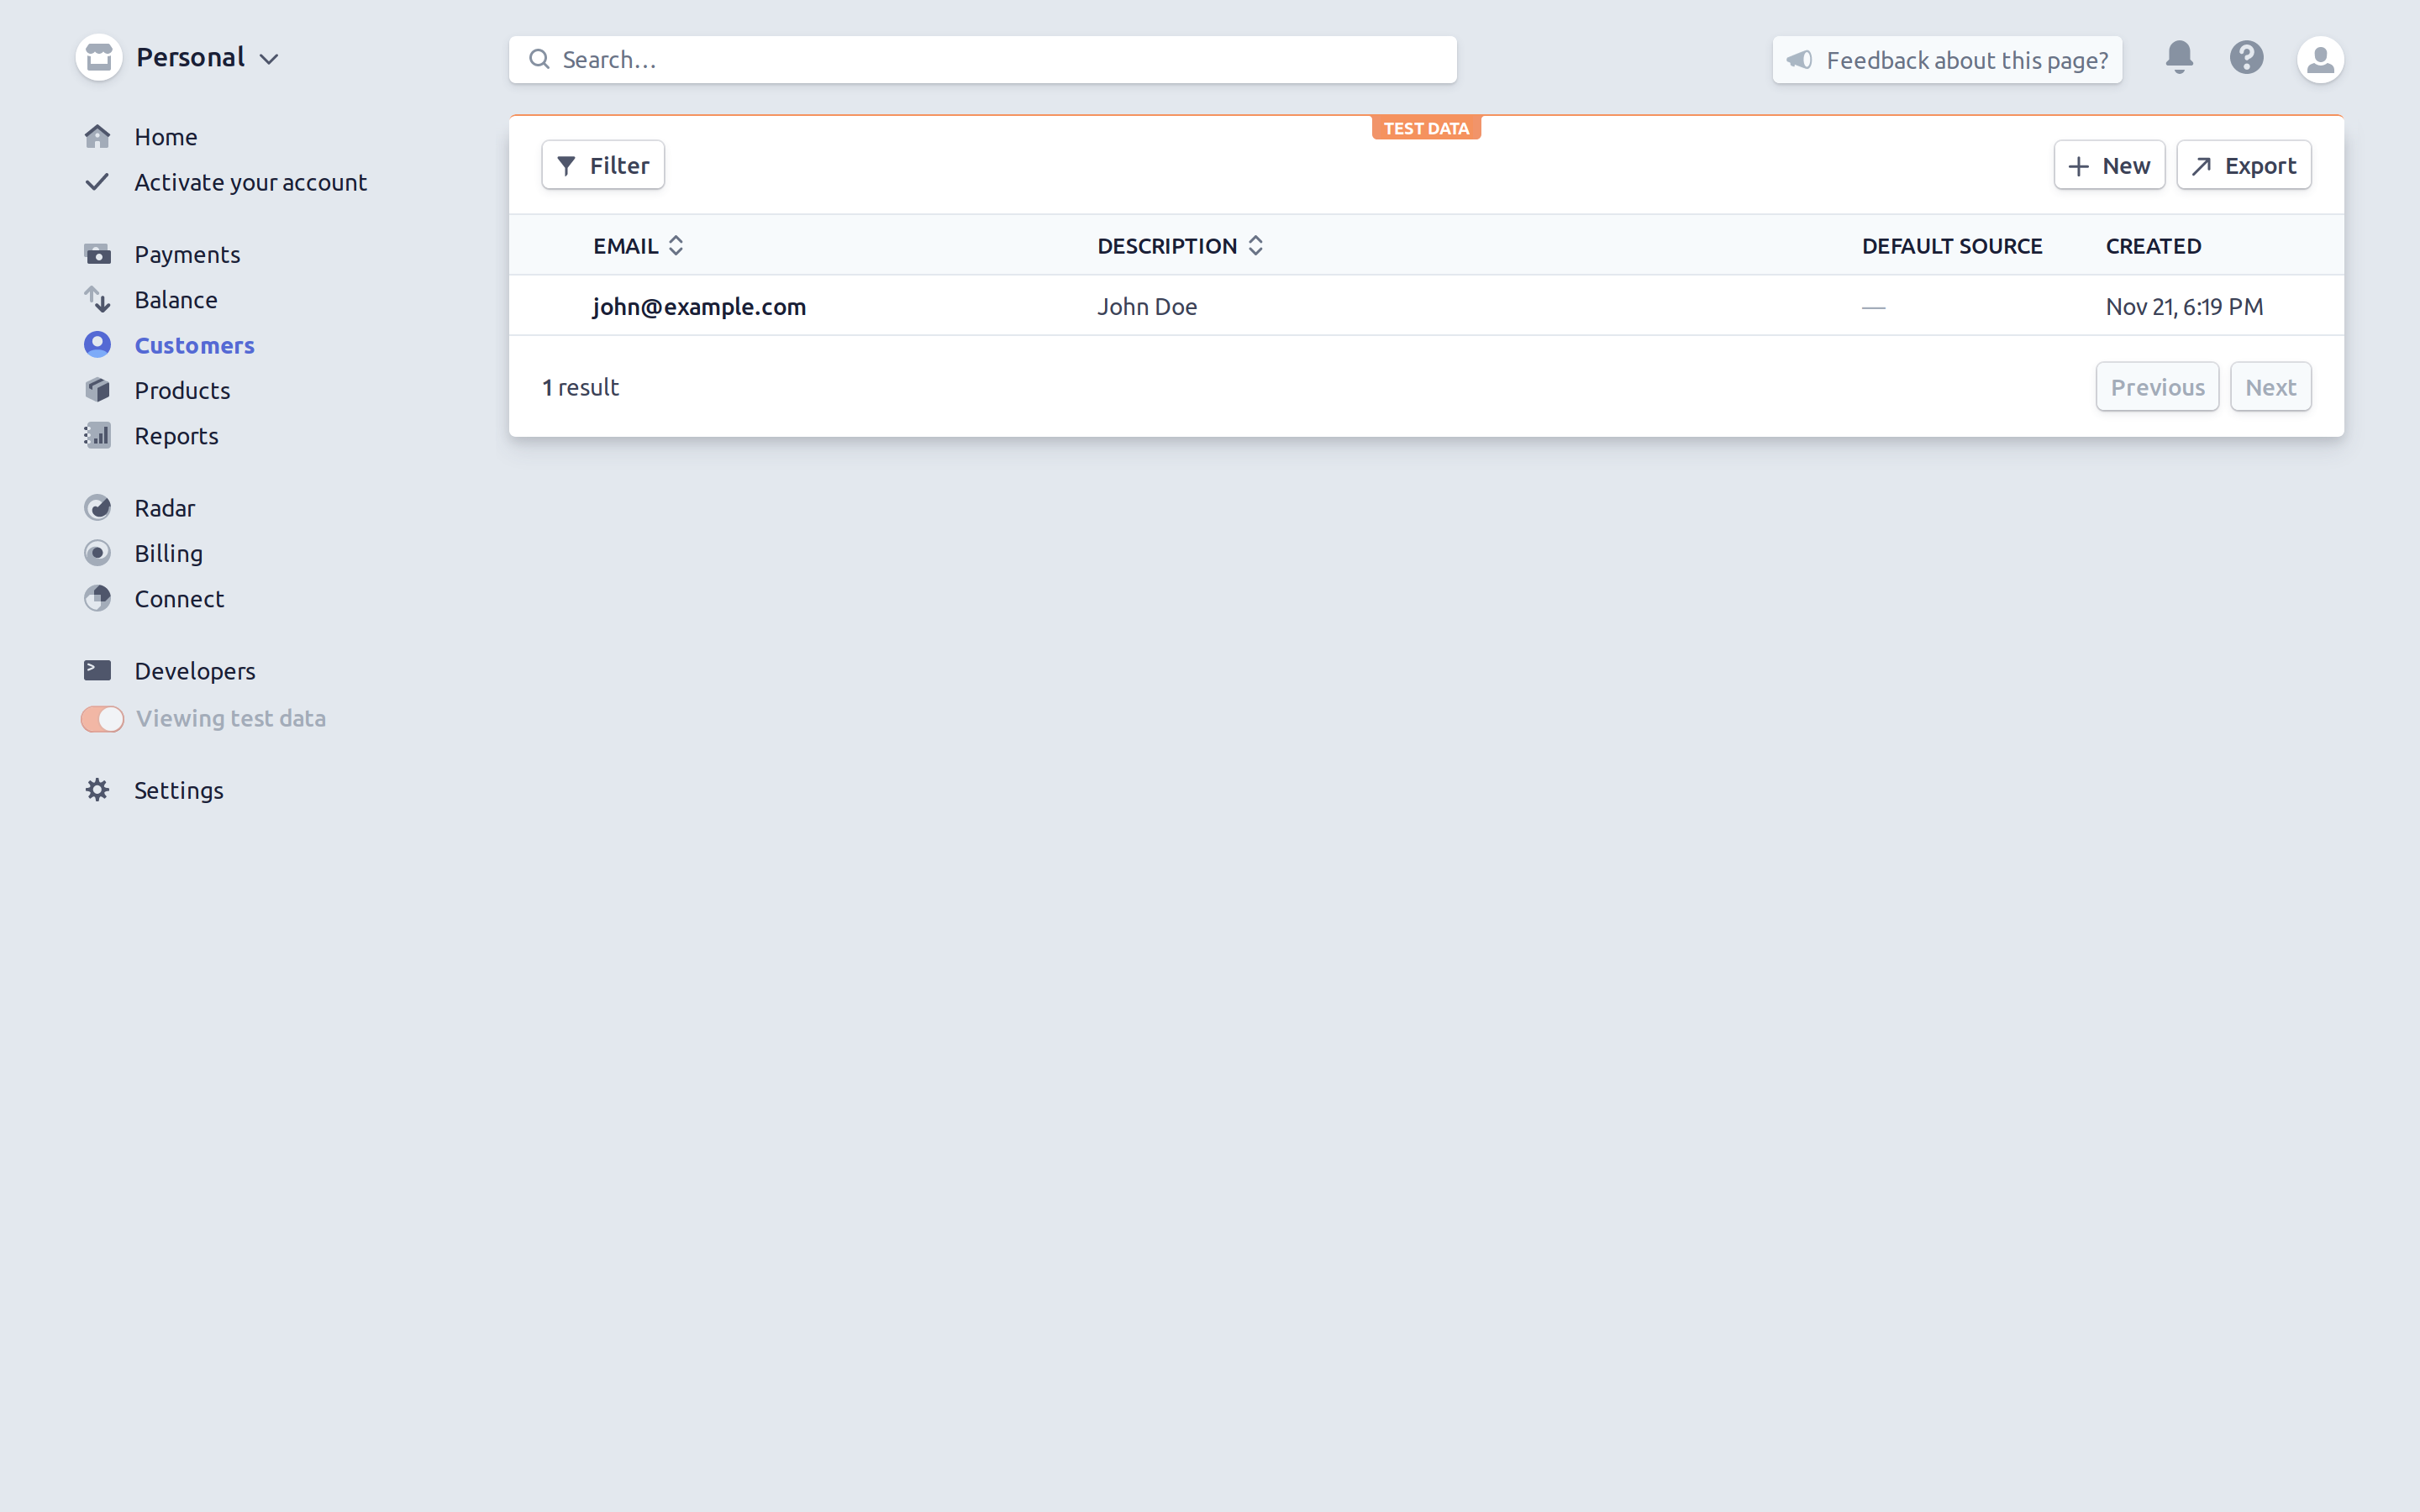 Personal
Search...
Feedback about this page?
Home
Activate your account
Payments
Balance
Customers
Products
Reports
Radar
Billing
Connect
Developers
Viewing test data
Settings
TEST DATA
Filter
New
Export
EMAIL DESCRIPTION DEFAULT SOURCE CREATED
john@example.com John Doe — Nov 21, 6:19 PM
1 result
Previous
Next